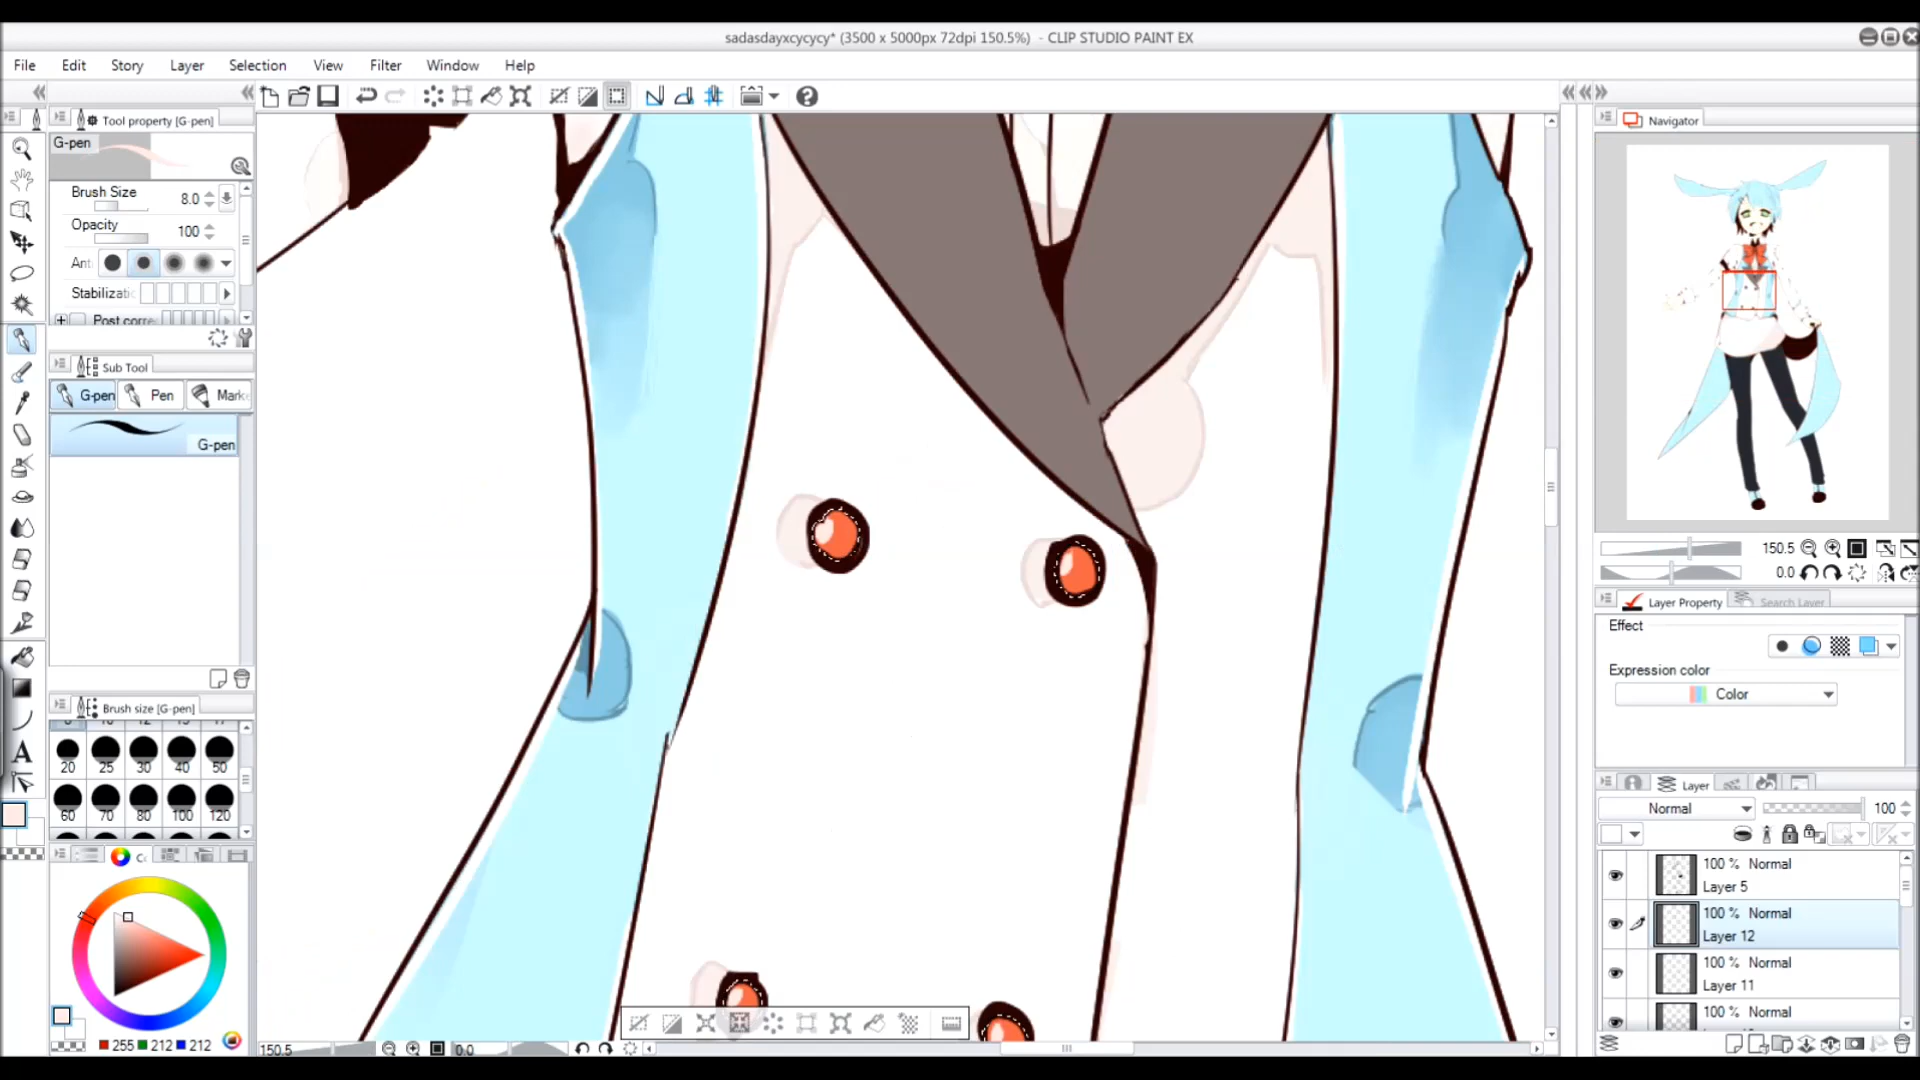 sadasdayxcycycy* (3500 x 5000px 72dpi 150.5%) - CLIP STUDIO PAINT EX
File Edit Story Layer Selection View Filter Window Help
Tool property [G-pen]
G-pen
Brush Size 8.0
Opacity 100
Stabilizatic
Post corre
Sub Tool
G-pen Pen Marke
G-pen
Brush size [G-pen]
20 25 30 40 50
60 70 80 100 120
255 212 212
150.5 0.0
Navigator
150.5
0.0
Layer Property Search Layer
Effect
Expression color
Color
Layer
Normal 100
100 % Normal
Layer 5
100 % Normal
Layer 12
100 % Normal
Layer 11
100 % Normal